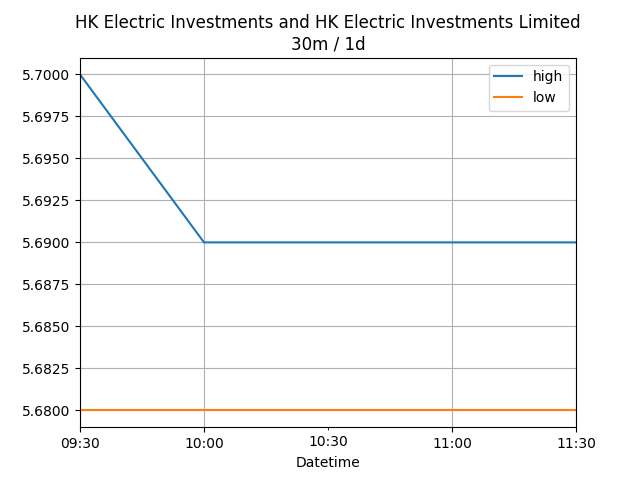 HK Electric Investments and HK Electric Investments Limited
30m / 1d
high
low
5.7000
5.6975
5.6950
5.6925
5.6900
5.6875
5.6850
5.6825
5.6800
09:30
10:00
10:30
11:00
11:30
Datetime